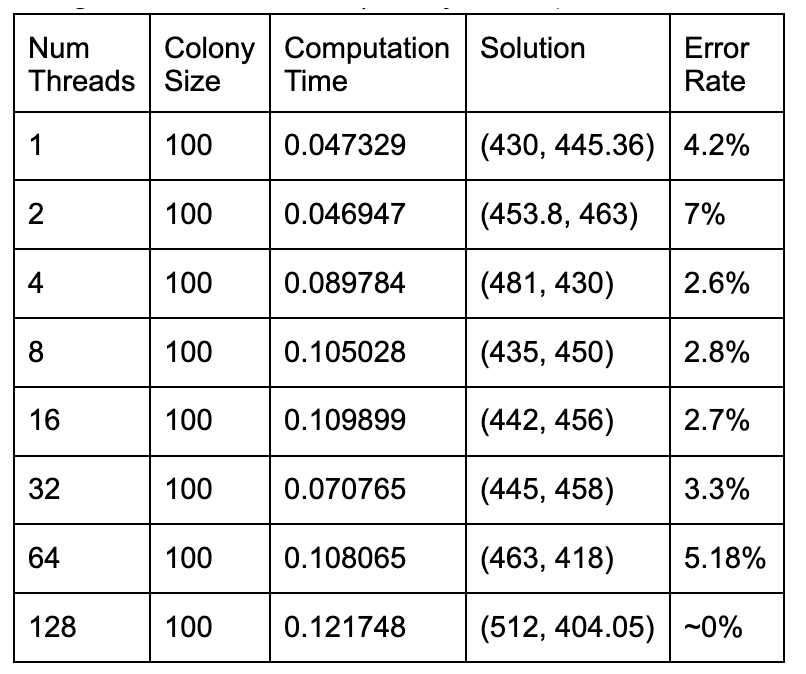 Num Threads Colony Size Computation Time Solution Error Rate
1 100 0.047329 (430, 445.36) 4.2%
2 100 0.046947 (453.8, 463) 7%
4 100 0.089784 (481, 430) 2.6%
8 100 0.105028 (435, 450) 2.8%
16 100 0.109899 (442, 456) 2.7%
32 100 0.070765 (445, 458) 3.3%
64 100 0.108065 (463, 418) 5.18%
128 100 0.121748 (512, 404.05) ~0%